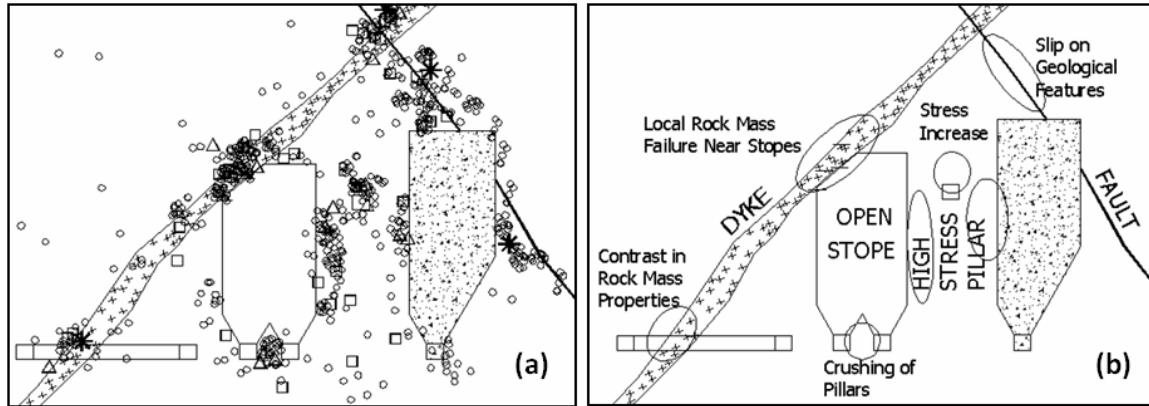 (a)
Slip on
Geological
Features
Stress
Increase
Local Rock Mass
Failure Near Stopes
DYKE
FAULT
OPEN
STOPE
HIGH
STRESS
PILLAR
Contrast in
Rock Mass
Properties
Crushing of
Pillars
(b)